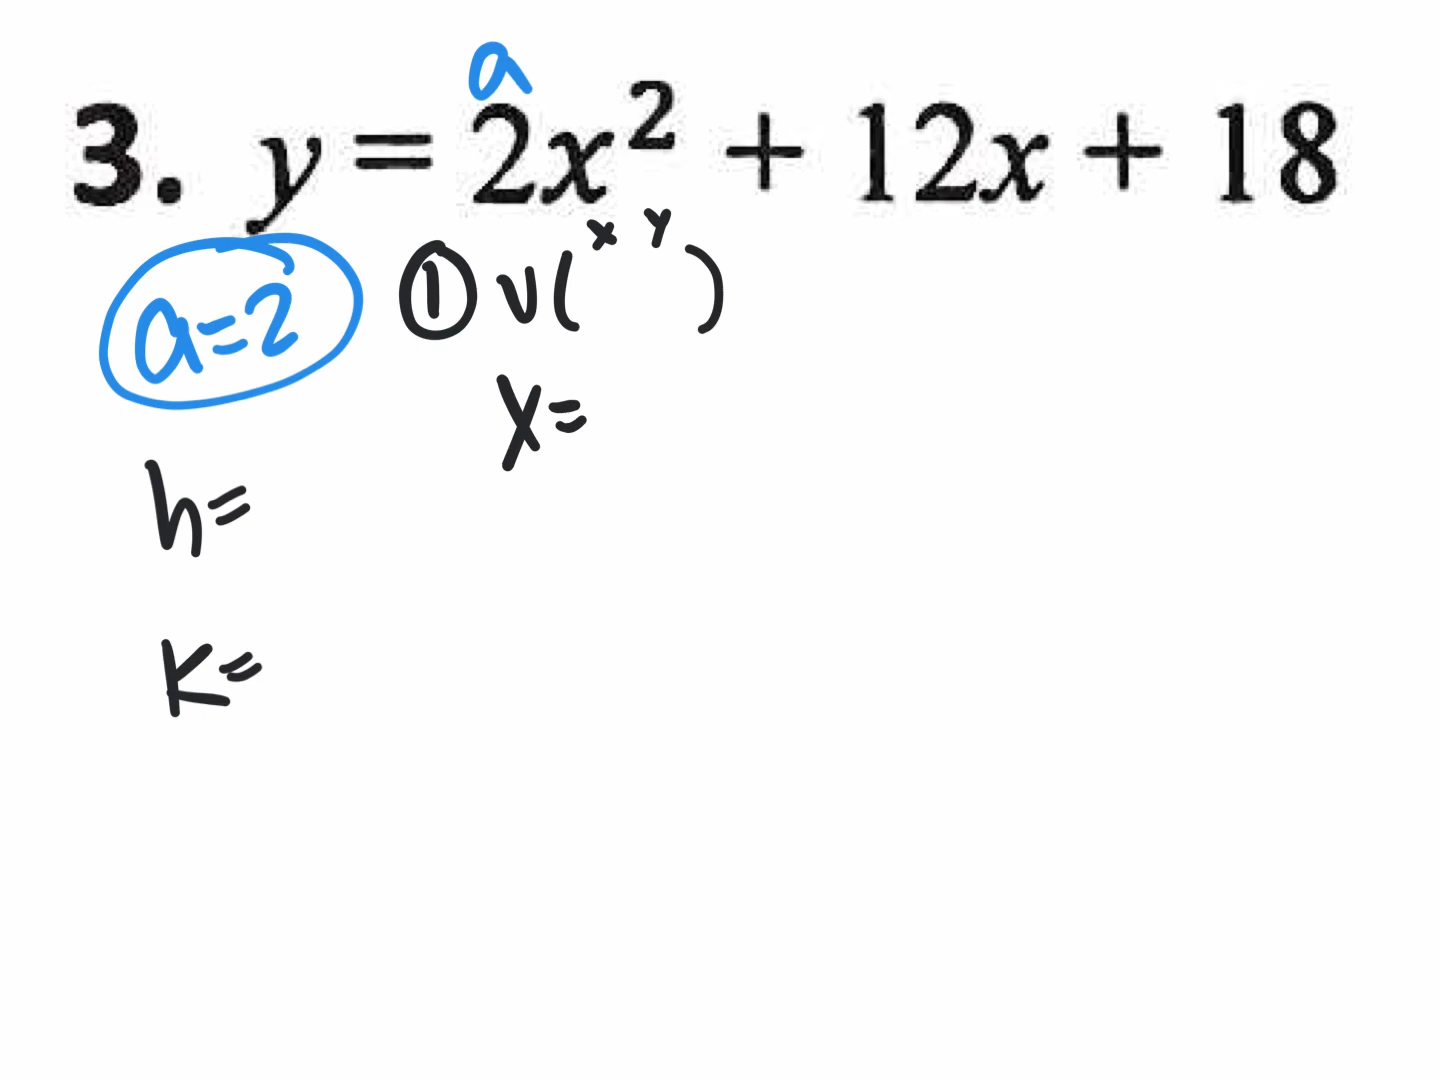 a
3. y = 2x² + 12x + 18
a=2 ① v( x y )
x=
h=
k=